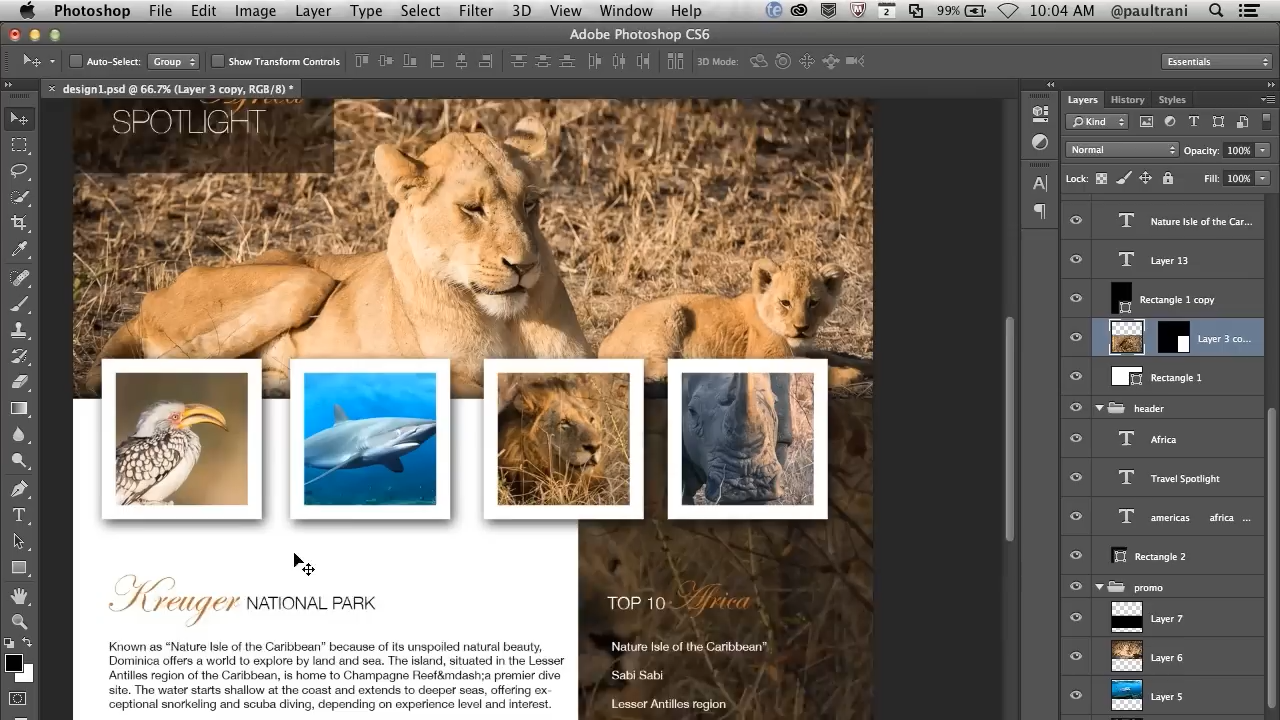 Photoshop File Edit Image Layer Type Select Filter 3D View Window Help 2 99% 10:04 AM @paultrani
Adobe Photoshop CS6
Auto-Select: Group Show Transform Controls 3D Mode: Essentials
× design1.psd @ 66.7% (Layer 3 copy, RGB/8) *
Layers History Styles
Kind
Normal Opacity: 100%
Lock: Fill: 100%
Africa
SPOTLIGHT
Nature Isle of the Car...
Layer 13
Rectangle 1 copy
Layer 3 co...
Rectangle 1
header
Africa
Travel Spotlight
americas africa ...
Rectangle 2
promo
Layer 7
Layer 6
Layer 5
Kreuger NATIONAL PARK
Known as “Nature Isle of the Caribbean” because of its unspoiled natural beauty,
Dominica offers a world to explore by land and sea. The island, situated in the Lesser
Antilles region of the Caribbean, is home to Champagne Reef&mdash;a premier dive
site. The water starts shallow at the coast and extends to deeper seas, offering ex-
ceptional snorkeling and scuba diving, depending on experience level and interest.
TOP 10 Africa
Nature Isle of the Caribbean”
Sabi Sabi
Lesser Antilles region